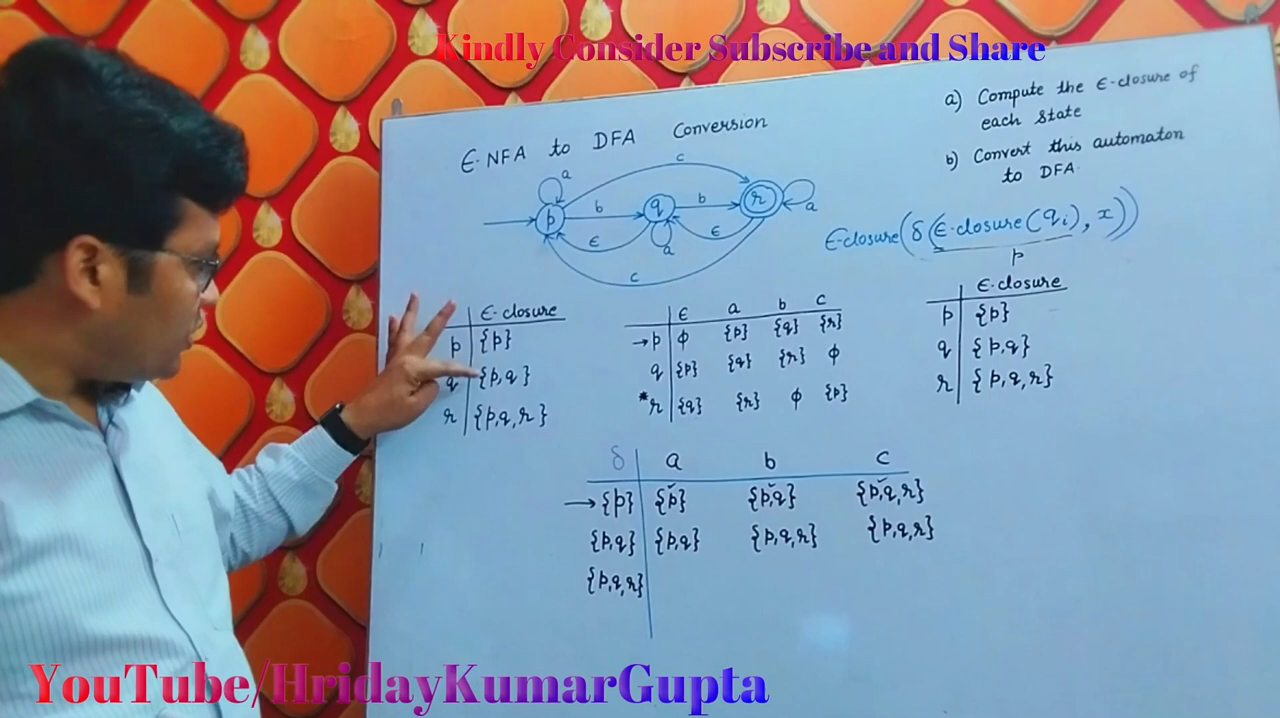 Kindly Consider Subscribe and Share
Є-NFA to DFA Conversion
a) Compute the Є-closure of
each state
b) Convert this automaton
to DFA.
c
a
p b q b r a
Є a Є
c
Є-closure(δ(Є-closure(qi), x))
p
Є-closure
p {p}
q {p,q}
r {p,q,r}
Є a b c
→p ϕ {p} {q} {r}
q {p} {q} {r} ϕ
*r {q} {r} ϕ {p}
Є-closure
p {p}
q {p,q}
r {p,q,r}
δ a b c
→{p} {p} {p,q} {p,q,r}
{p,q} {p,q} {p,q,r} {p,q,r}
{p,q,r}
YouTube/HridayKumarGupta